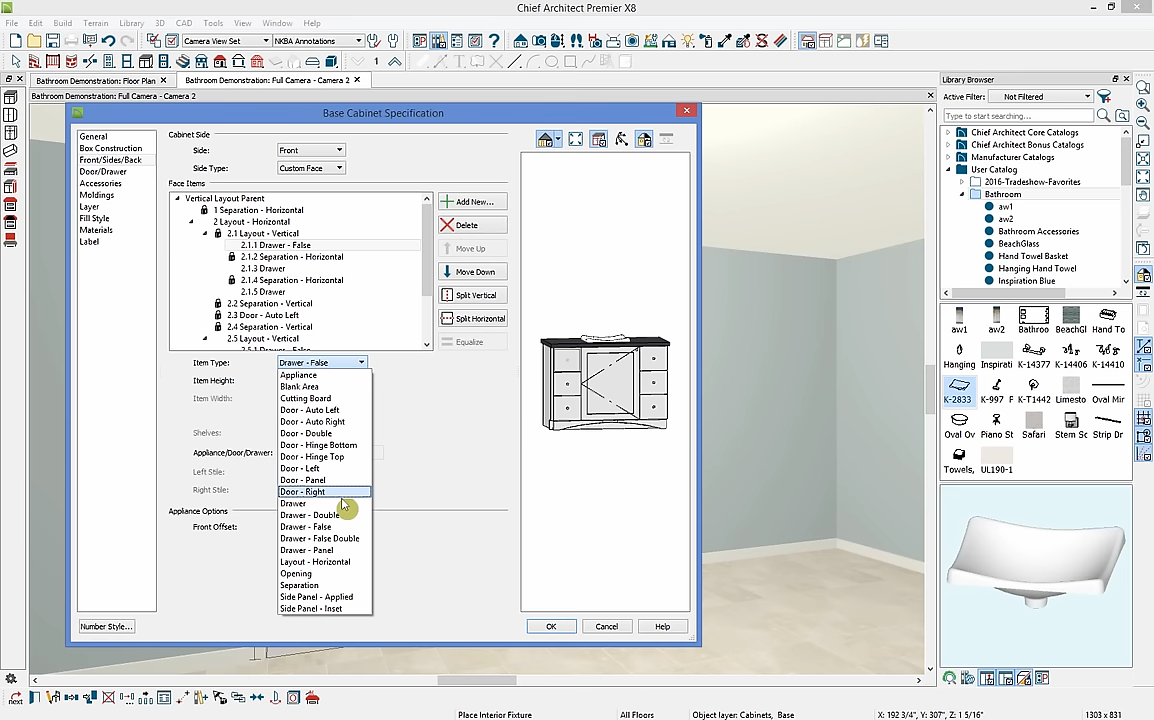 Chief Architect Premier X8
File Edit Build Terrain Library 3D CAD Tools View Window Help
Camera View Set NKBA Annotations
1
Bathroom Demonstration: Floor Plan Bathroom Demonstration: Full Camera - Camera 2
Bathroom Demonstration: Full Camera - Camera 2
Base Cabinet Specification
General
Box Construction
Front/Sides/Back
Door/Drawer
Accessories
Moldings
Layer
Fill Style
Materials
Label
Number Style...
Cabinet Side
Side: Front
Side Type: Custom Face
Face Items
Vertical Layout Parent
1 Separation - Horizontal
2 Layout - Horizontal
2.1 Layout - Vertical
2.1.1 Drawer - False
2.1.2 Separation - Horizontal
2.1.3 Drawer
2.1.4 Separation - Horizontal
2.1.5 Drawer
2.2 Separation - Vertical
2.3 Door - Auto Left
2.4 Separation - Vertical
2.5 Layout - Vertical
2.5.1 Drawer - False
Add New...
Delete
Move Up
Move Down
Split Vertical
Split Horizontal
Equalize
Item Type: Drawer - False
Item Height:
Item Width:
Shelves:
Appliance/Door/Drawer:
Left Stile:
Right Stile:
Appliance Options
Front Offset:
Appliance
Blank Area
Cutting Board
Door - Auto Left
Door - Auto Right
Door - Double
Door - Hinge Bottom
Door - Hinge Top
Door - Left
Door - Panel
Door - Right
Drawer
Drawer - Double
Drawer - False
Drawer - False Double
Drawer - Panel
Layout - Horizontal
Opening
Separation
Side Panel - Applied
Side Panel - Inset
OK Cancel Help
Library Browser
Active Filter: Not Filtered
Type to start searching...
Chief Architect Core Catalogs
Chief Architect Bonus Catalogs
Manufacturer Catalogs
User Catalog
2016-Tradeshow-Favorites
Bathroom
aw1
aw2
Bathroom Accessories
BeachGlass
Hand Towel Basket
Hanging Hand Towel
Inspiration Blue
aw1 aw2 Bathroo BeachGl Hand To
Hanging Inspirati K-14377 K-14406 K-14410
K-2833 K-997 F K-T1442 Limesto Oval Mir
Oval Ov Piano St Safari Stem Sc Strip Dr
Towels, UL190-1
next
Place Interior Fixture All Floors Object layer: Cabinets, Base X: 192 3/4", Y: 307", Z: 1 5/16" 1303 x 831